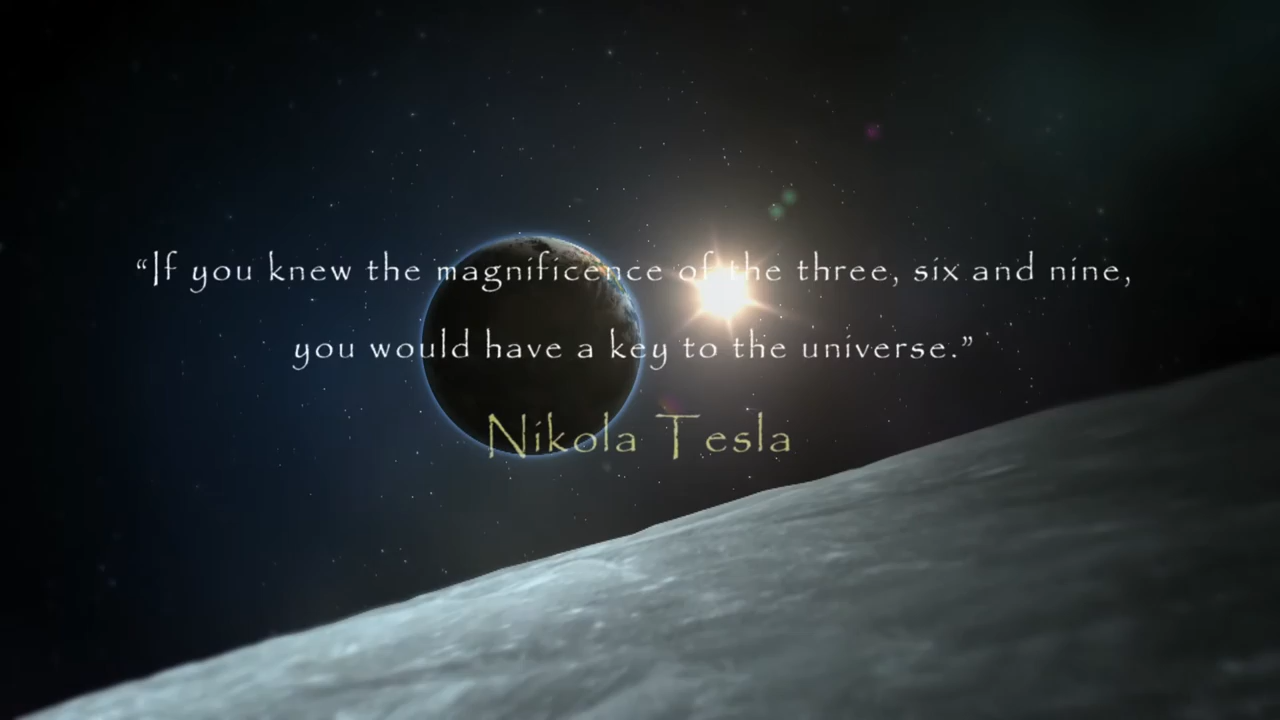 “If you knew the magnificence of the three, six and nine,
you would have a key to the universe.”
Nikola Tesla